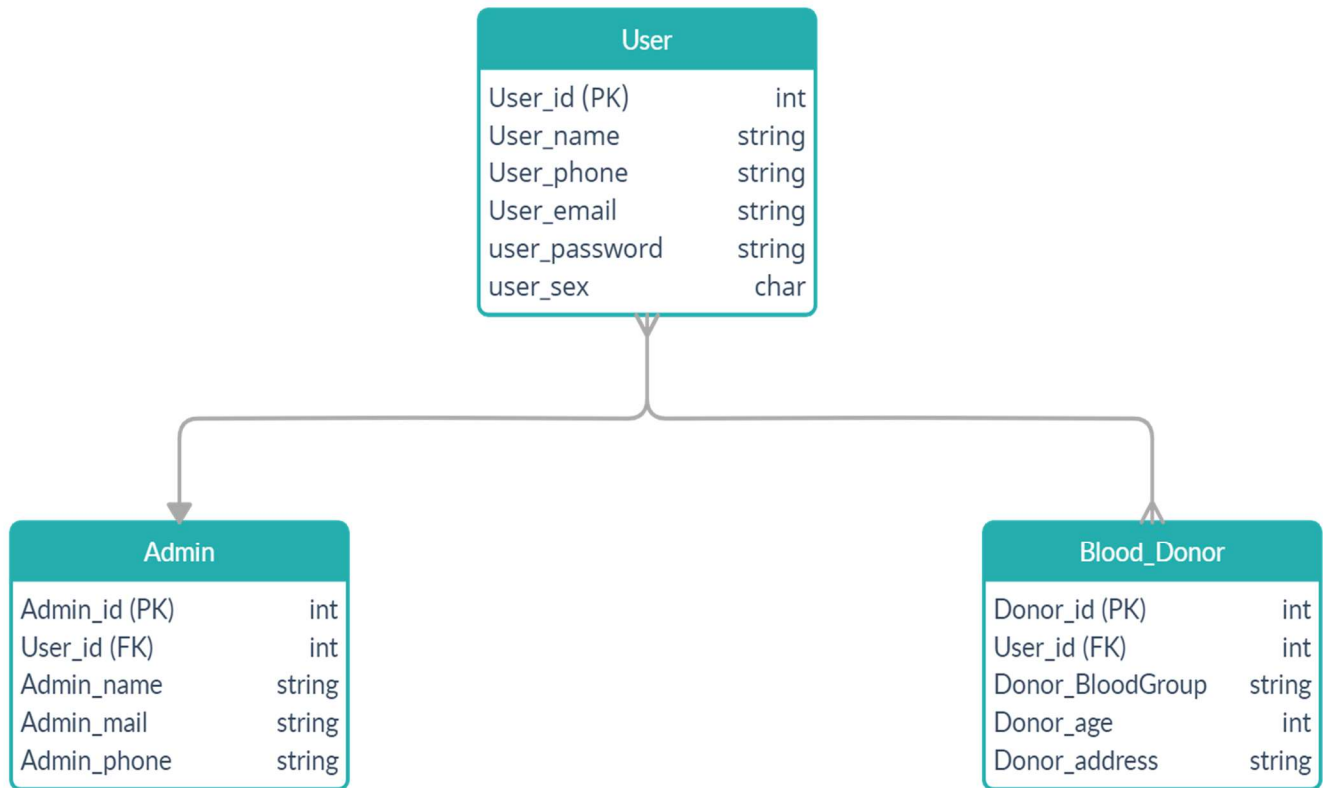 User
User_id (PK) int
User_name string
User_phone string
User_email string
user_password string
user_sex char
Admin
Admin_id (PK) int
User_id (FK) int
Admin_name string
Admin_mail string
Admin_phone string
Blood_Donor
Donor_id (PK) int
User_id (FK) int
Donor_BloodGroup string
Donor_age int
Donor_address string